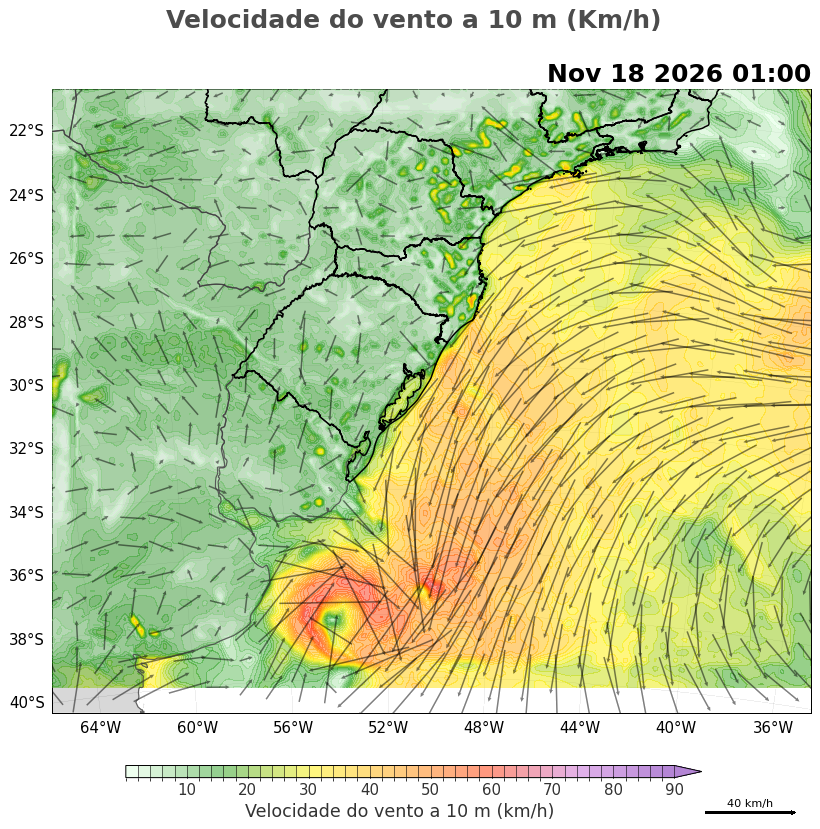 Velocidade do vento a 10 m (Km/h)
Nov 18 2026 01:00
22°S
24°S
26°S
28°S
30°S
32°S
34°S
36°S
38°S
40°S
64°W 60°W 56°W 52°W 48°W 44°W 40°W 36°W
10 20 30 40 50 60 70 80 90
Velocidade do vento a 10 m (km/h)
40 km/h